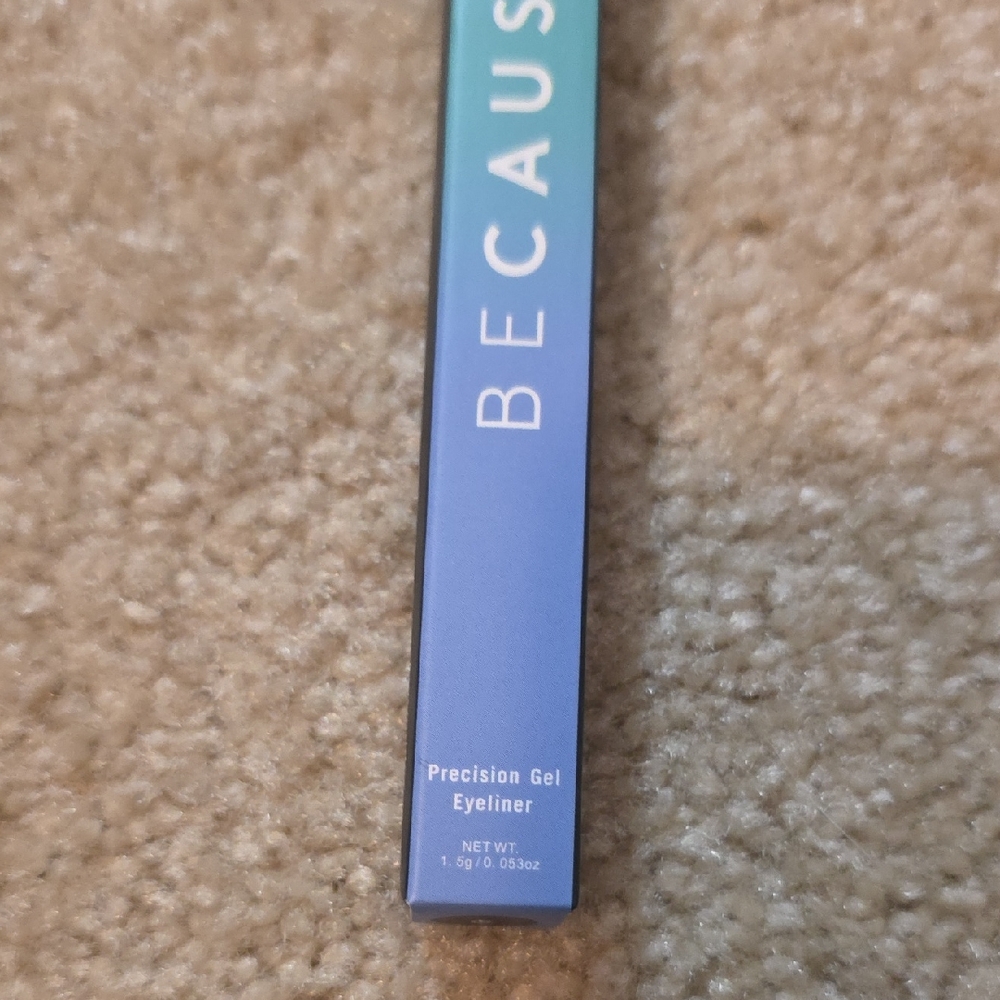 BECAUS
Precision Gel
Eyeliner
NET WT.
1. 5g / 0. 053oz